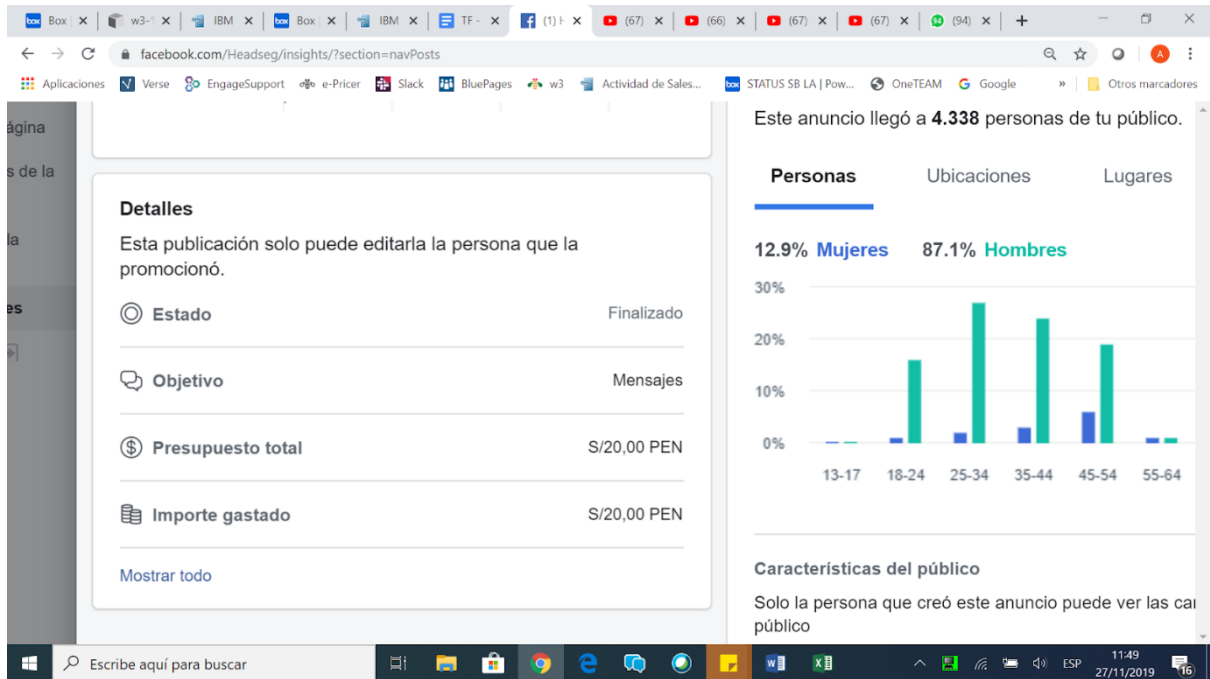 Box
w3-1
IBM
Box
IBM
TF -
(1) H
(67)
(66)
(67)
(67)
(94)
facebook.com/Headseg/insights/?section=navPosts
A
Aplicaciones
Verse
EngageSupport
e-Pricer
Slack
BluePages
w3
Actividad de Sales...
STATUS SB LA | Pow...
OneTEAM
Google
»
Otros marcadores
ágina
s de la
la
es
Detalles
Esta publicación solo puede editarla la persona que la
promocionó.
Estado Finalizado
Objetivo Mensajes
Presupuesto total S/20,00 PEN
Importe gastado S/20,00 PEN
Mostrar todo
Este anuncio llegó a 4.338 personas de tu público.
Personas Ubicaciones Lugares
12.9% Mujeres 87.1% Hombres
30%
20%
10%
0%
13-17 18-24 25-34 35-44 45-54 55-64
Características del público
Solo la persona que creó este anuncio puede ver las car
público
Escribe aquí para buscar
ESP
11:49
27/11/2019
16